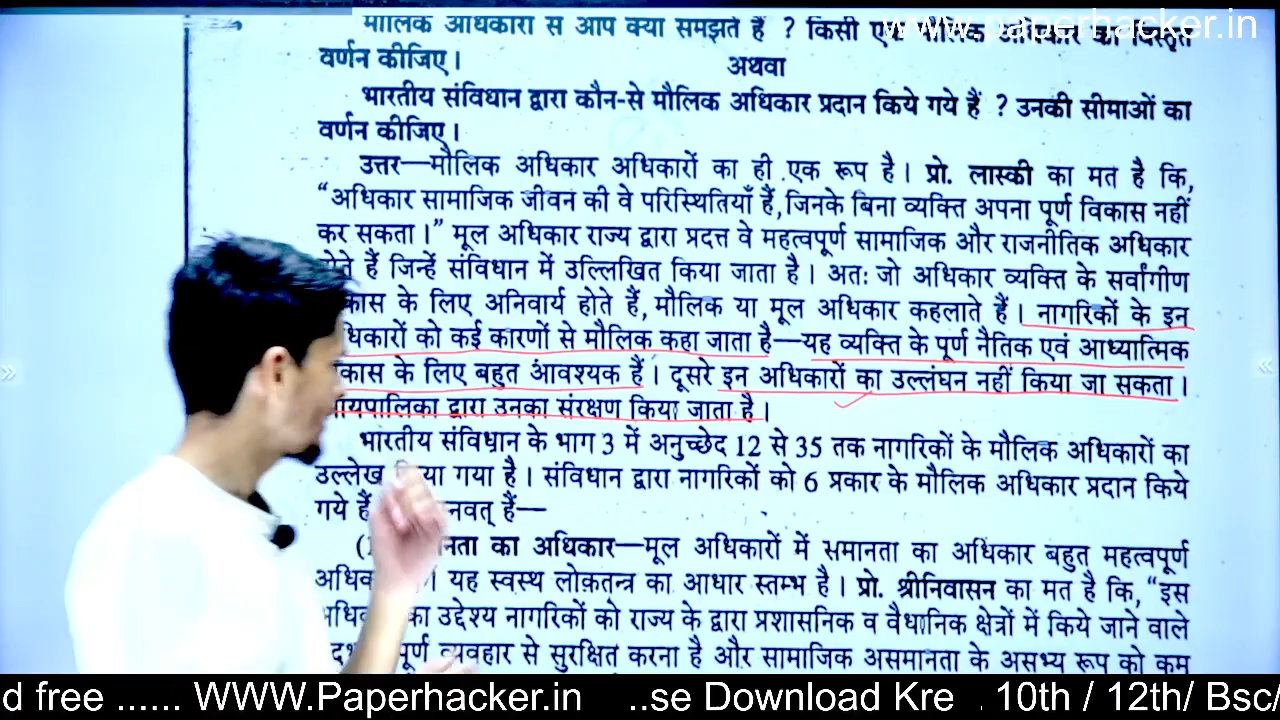 www.paperhacker.in
मौलिक अधिकारों से आप क्या समझते हैं ? किसी एक मौलिक अधिकार का विस्तृत
वर्णन कीजिए।
अथवा
भारतीय संविधान द्वारा कौन-से मौलिक अधिकार प्रदान किये गये हैं ? उनकी सीमाओं का
वर्णन कीजिए।
उत्तर—मौलिक अधिकार अधिकारों का ही एक रूप है। प्रो. लास्की का मत है कि,
“अधिकार सामाजिक जीवन की वे परिस्थितियाँ हैं, जिनके बिना व्यक्ति अपना पूर्ण विकास नहीं
कर सकता।” मूल अधिकार राज्य द्वारा प्रदत्त वे महत्वपूर्ण सामाजिक और राजनीतिक अधिकार
होते हैं जिन्हें संविधान में उल्लिखित किया जाता है। अतः जो अधिकार व्यक्ति के सर्वांगीण
कास के लिए अनिवार्य होते हैं, मौलिक या मूल अधिकार कहलाते हैं। नागरिकों के इन
धिकारों को कई कारणों से मौलिक कहा जाता है—यह व्यक्ति के पूर्ण नैतिक एवं आध्यात्मिक
कास के लिए बहुत आवश्यक हैं। दूसरे इन अधिकारों का उल्लंघन नहीं किया जा सकता।
यपालिका द्वारा उनका संरक्षण किया जाता है।
भारतीय संविधान के भाग 3 में अनुच्छेद 12 से 35 तक नागरिकों के मौलिक अधिकारों का
उल्लेख किया गया है। संविधान द्वारा नागरिकों को 6 प्रकार के मौलिक अधिकार प्रदान किये
गये हैं नवत् हैं—
नता का अधिकार—मूल अधिकारों में समानता का अधिकार बहुत महत्वपूर्ण
अधिक । यह स्वस्थ लोकतन्त्र का आधार स्तम्भ है। प्रो. श्रीनिवासन का मत है कि, “इस
अधिक का उद्देश्य नागरिकों को राज्य के द्वारा प्रशासनिक व वैधानिक क्षेत्रों में किये जाने वाले
पूर्ण व्यवहार से सुरक्षित करना है और सामाजिक असमानता के असभ्य रूप को कम
d free ...... WWW.Paperhacker.in ..se Download Kre . 10th / 12th/ Bsc/